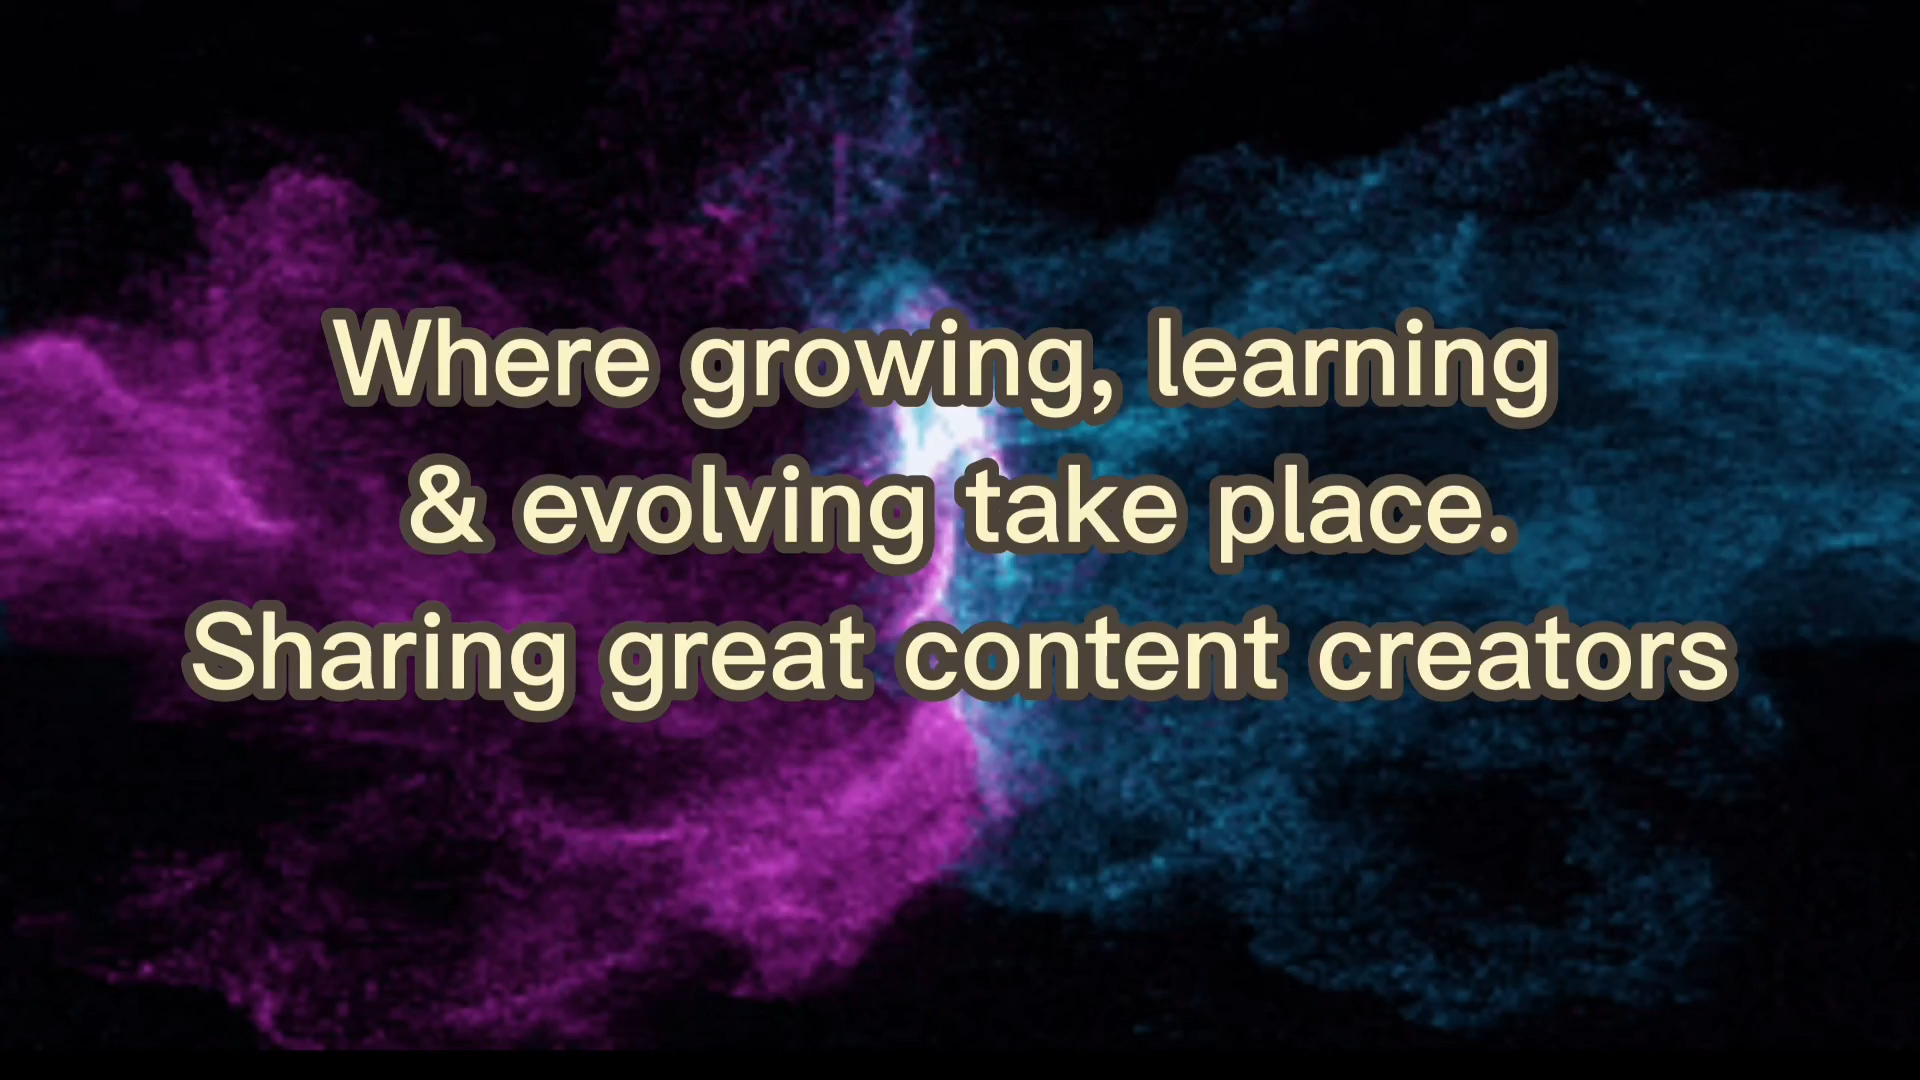 Where growing, learning
& evolving take place.
Sharing great content creators